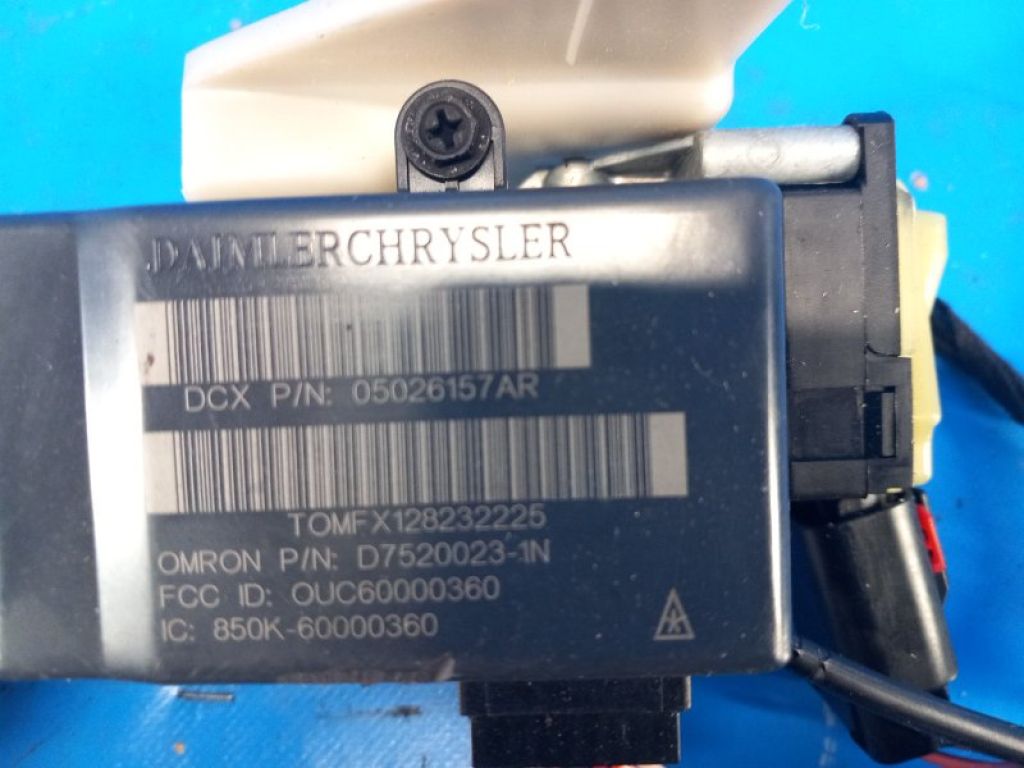 DAIMLERCHRYSLER
DCX P/N: 05026157AR
TOMFX128232225
OMRON P/N: D7520023-1N
FCC ID: OUC60000360
IC: 850K-60000360